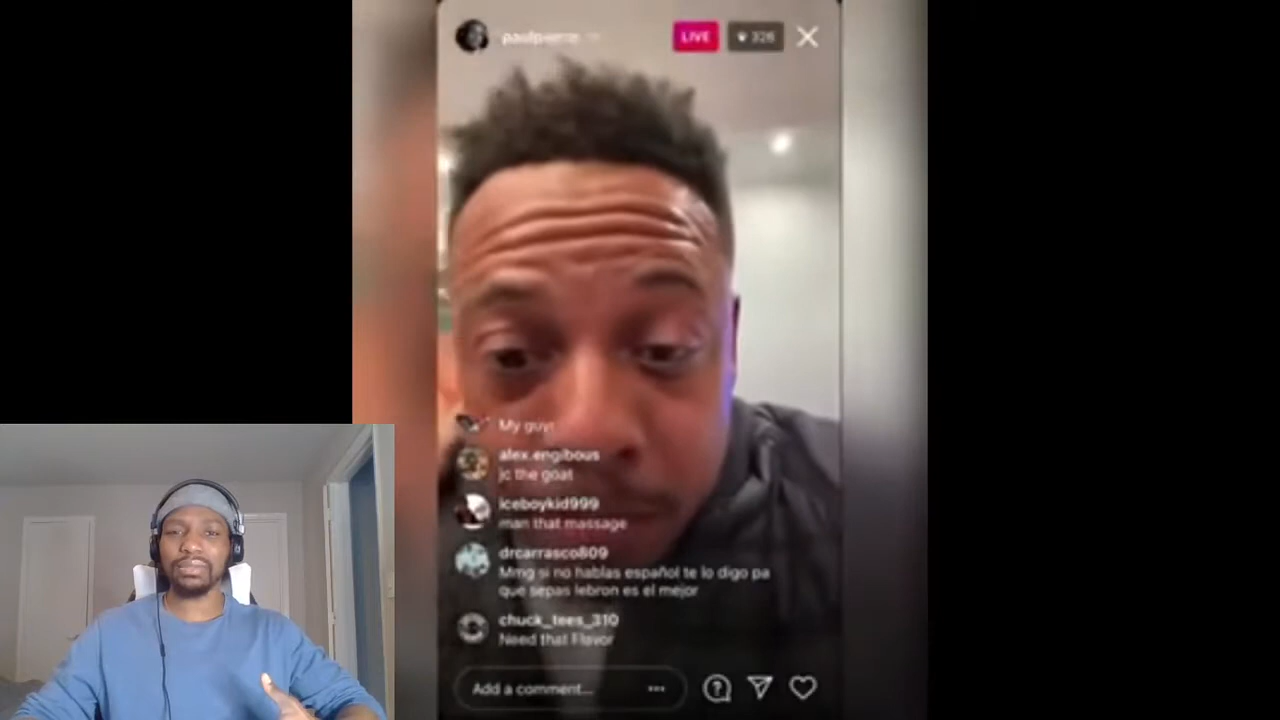 LIVE
326
My guy
alex.engibous
jc the goat
iceboykid999
man that massage
drcarrasco809
Mmg si no hablas español te lo digo pa
que sepas lebron es el mejor
chuck_tees_310
Need that Flavor
Add a comment...